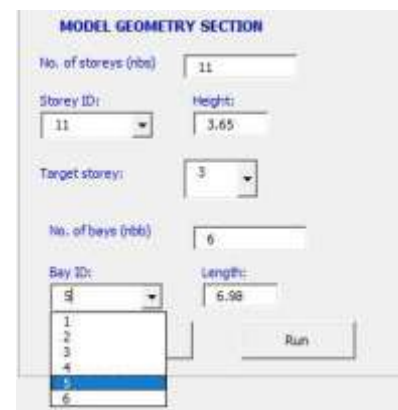 MODEL GEOMETRY SECTION
No. of storeys (nbs) 11
Storey ID: Height:
11 3.65
Target storey: 3
No. of bays (nbb) 6
Bay ID: Length:
5 6.98
1
2
3
4
5
6
Run